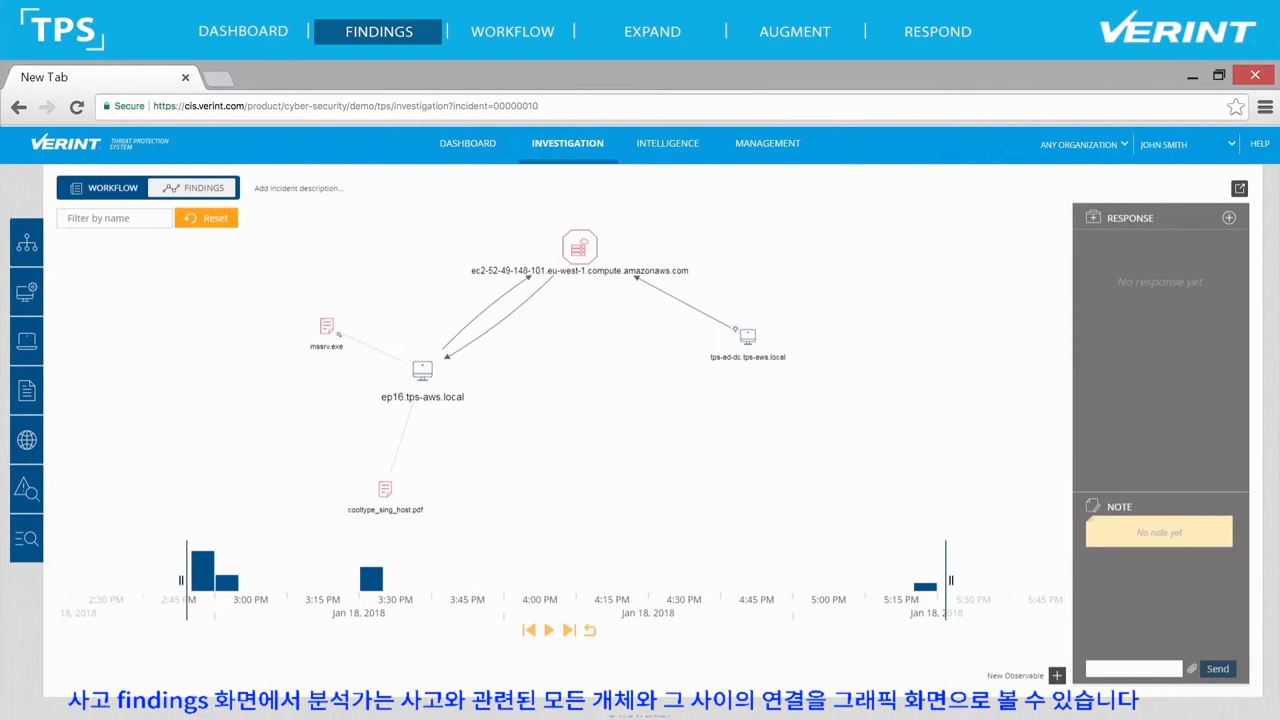 TPS
DASHBOARD
FINDINGS
WORKFLOW
EXPAND
AUGMENT
RESPOND
VERINT
New Tab
Secure
https://cis.verint.com/product/cyber-security/demo/tps/investigation?incident=00000010
VERINT THREAT PROTECTION SYSTEM
DASHBOARD
INVESTIGATION
INTELLIGENCE
MANAGEMENT
ANY ORGANIZATION
JOHN SMITH
HELP
WORKFLOW
FINDINGS
Add incident description...
Filter by name
Reset
RESPONSE
No response yet
ec2-52-49-148-101.eu-west-1.compute.amazonaws.com
mssrv.exe
tps-ad-dc.tps-aws.local
ep16.tps-aws.local
cooltype_sing_host.pdf
NOTE
No note yet
2:30 PM 2:45 PM 3:00 PM 3:15 PM 3:30 PM 3:45 PM 4:00 PM 4:15 PM 4:30 PM 4:45 PM 5:00 PM 5:15 PM 5:30 PM 5:45 PM
18, 2018 Jan 18, 2018 Jan 18, 2018 Jan 18, 2018
New Observable
Send
사고 findings 화면에서 분석가는 사고와 관련된 모든 개체와 그 사이의 연결을 그래픽 화면으로 볼 수 있습니다